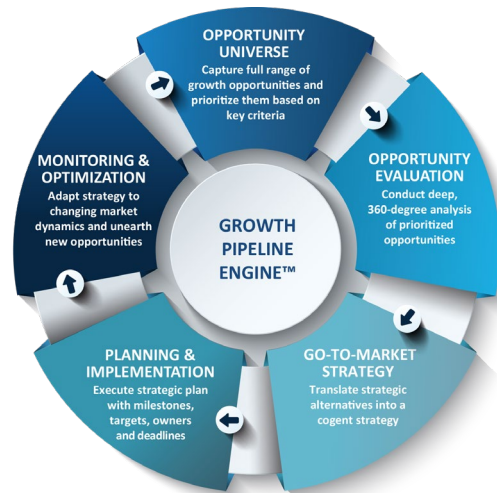 OPPORTUNITY
UNIVERSE
Capture full range of
growth opportunities and
prioritize them based on
key criteria
OPPORTUNITY
EVALUATION
Conduct deep,
360-degree analysis
of prioritized
opportunities
GO-TO-MARKET
STRATEGY
Translate strategic
alternatives into a
cogent strategy
PLANNING &
IMPLEMENTATION
Execute strategic plan
with milestones,
targets, owners
and deadlines
MONITORING &
OPTIMIZATION
Adapt strategy to
changing market
dynamics and unearth
new opportunities
GROWTH
PIPELINE
ENGINE™